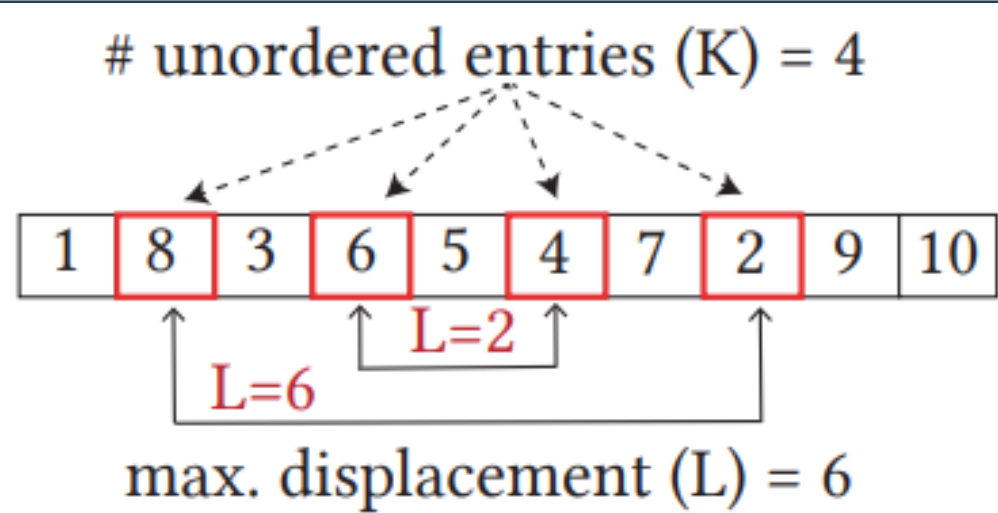 # unordered entries (K) = 4
1 8 3 6 5 4 7 2 9 10
L=2
L=6
max. displacement (L) = 6